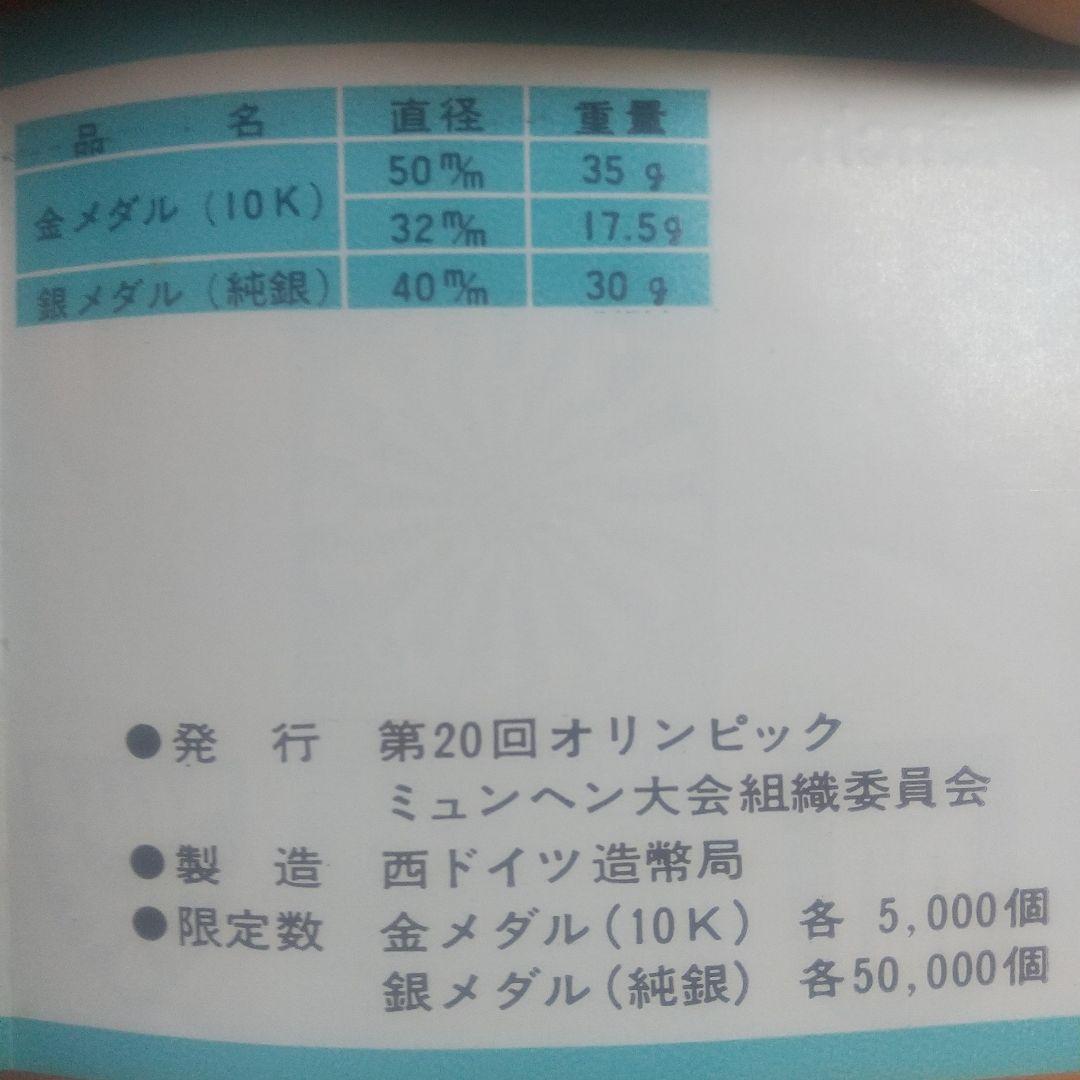 品 名 直径 重量
金メダル（10K） 50㎜ 35g
32㎜ 17.5g
銀メダル（純銀） 40㎜ 30g
●発 行 第20回オリンピック
ミュンヘン大会組織委員会
●製 造 西ドイツ造幣局
●限定数 金メダル（10K） 各 5,000個
銀メダル（純銀） 各50,000個